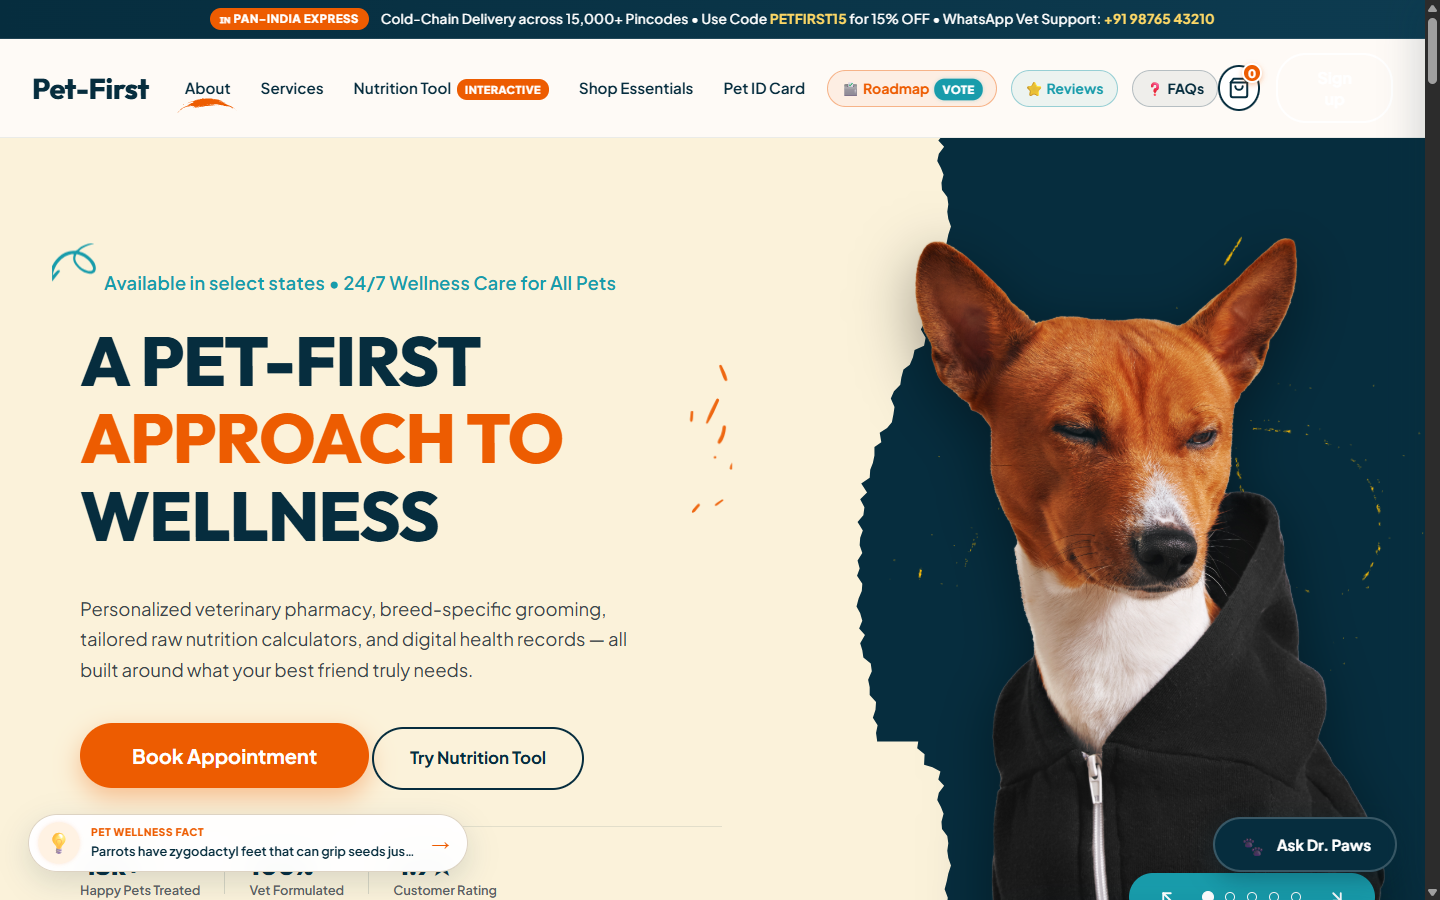 IN PAN-INDIA EXPRESS Cold-Chain Delivery across 15,000+ Pincodes • Use Code PETFIRST15 for 15% OFF • WhatsApp Vet Support: +91 98765 43210
Pet-First About Services Nutrition Tool INTERACTIVE Shop Essentials Pet ID Card Roadmap VOTE Reviews FAQs 0
Sign
up
Available in select states • 24/7 Wellness Care for All Pets
A PET-FIRST
APPROACH TO
WELLNESS
Personalized veterinary pharmacy, breed-specific grooming,
tailored raw nutrition calculators, and digital health records — all
built around what your best friend truly needs.
Book Appointment Try Nutrition Tool
PET WELLNESS FACT
Parrots have zygodactyl feet that can grip seeds jus...
Ask Dr. Paws
Happy Pets Treated Vet Formulated Customer Rating